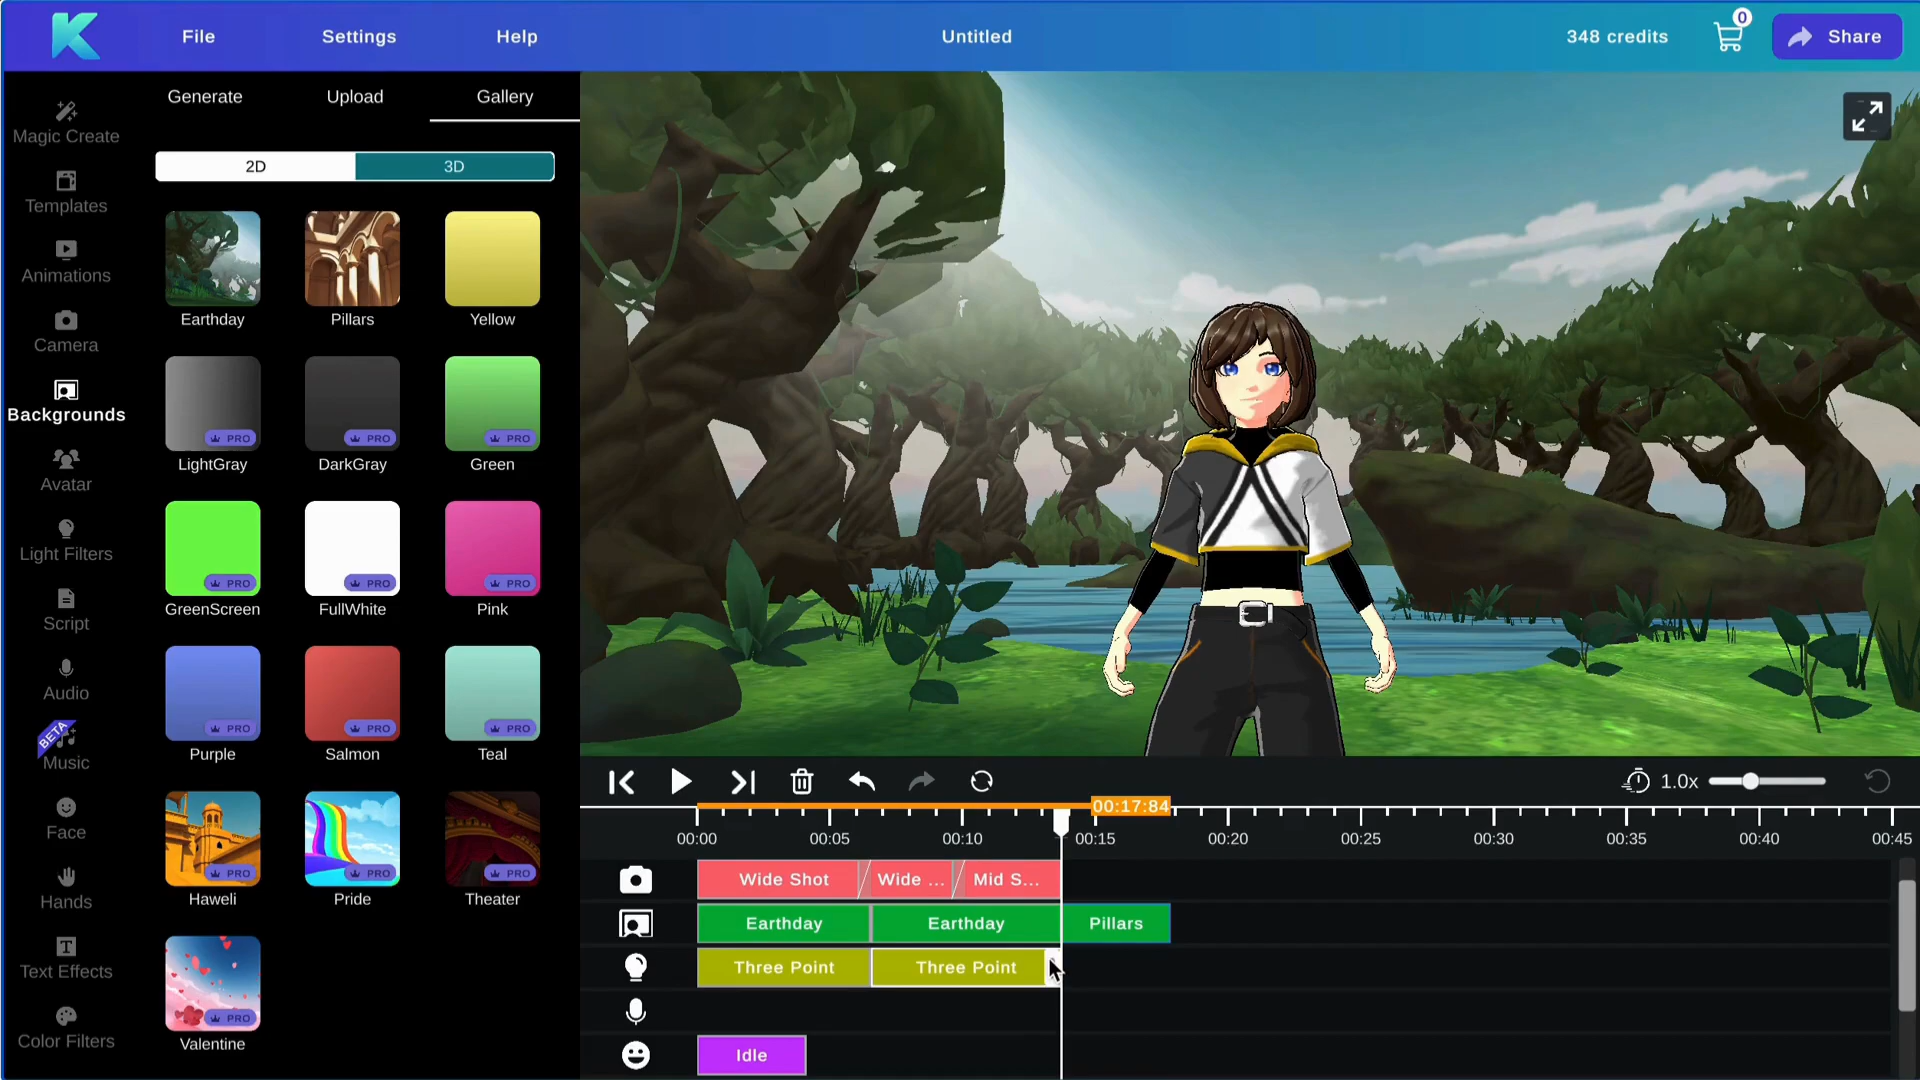 K File Settings Help Untitled 348 credits 0 Share
Generate Upload Gallery
2D 3D
Magic Create
Templates
Animations
Camera
Backgrounds
Avatar
Light Filters
Script
Audio
BETA
Music
Face
Hands
Text Effects
Color Filters
Earthday Pillars Yellow
PRO PRO PRO
LightGray DarkGray Green
PRO PRO PRO
GreenScreen FullWhite Pink
PRO PRO PRO
Purple Salmon Teal
PRO PRO PRO
Haweli Pride Theater
PRO
Valentine
1.0x
00:17:84
00:00 00:05 00:10 00:15 00:20 00:25 00:30 00:35 00:40 00:45
Wide Shot Wide ... Mid S...
Earthday Earthday Pillars
Three Point Three Point
Idle